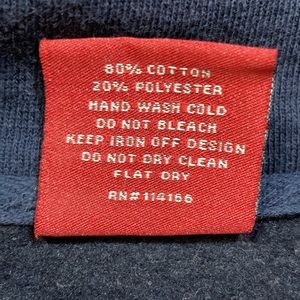 80% COTTON
20% POLYESTER
HAND WASH COLD
DO NOT BLEACH
KEEP IRON OFF DESIGN
DO NOT DRY CLEAN
FLAT DRY
RN#114166